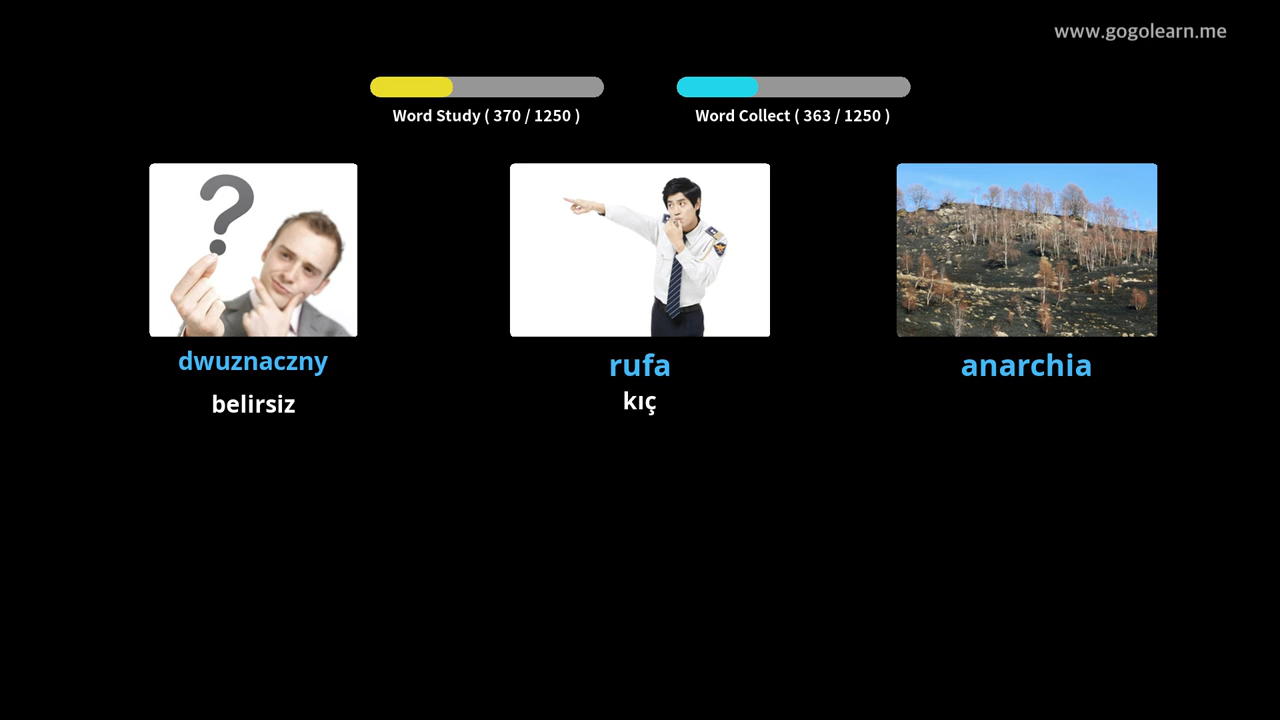 www.gogolearn.me
Word Study ( 370 / 1250 )
Word Collect ( 363 / 1250 )
dwuznaczny
belirsiz
rufa
kıç
anarchia